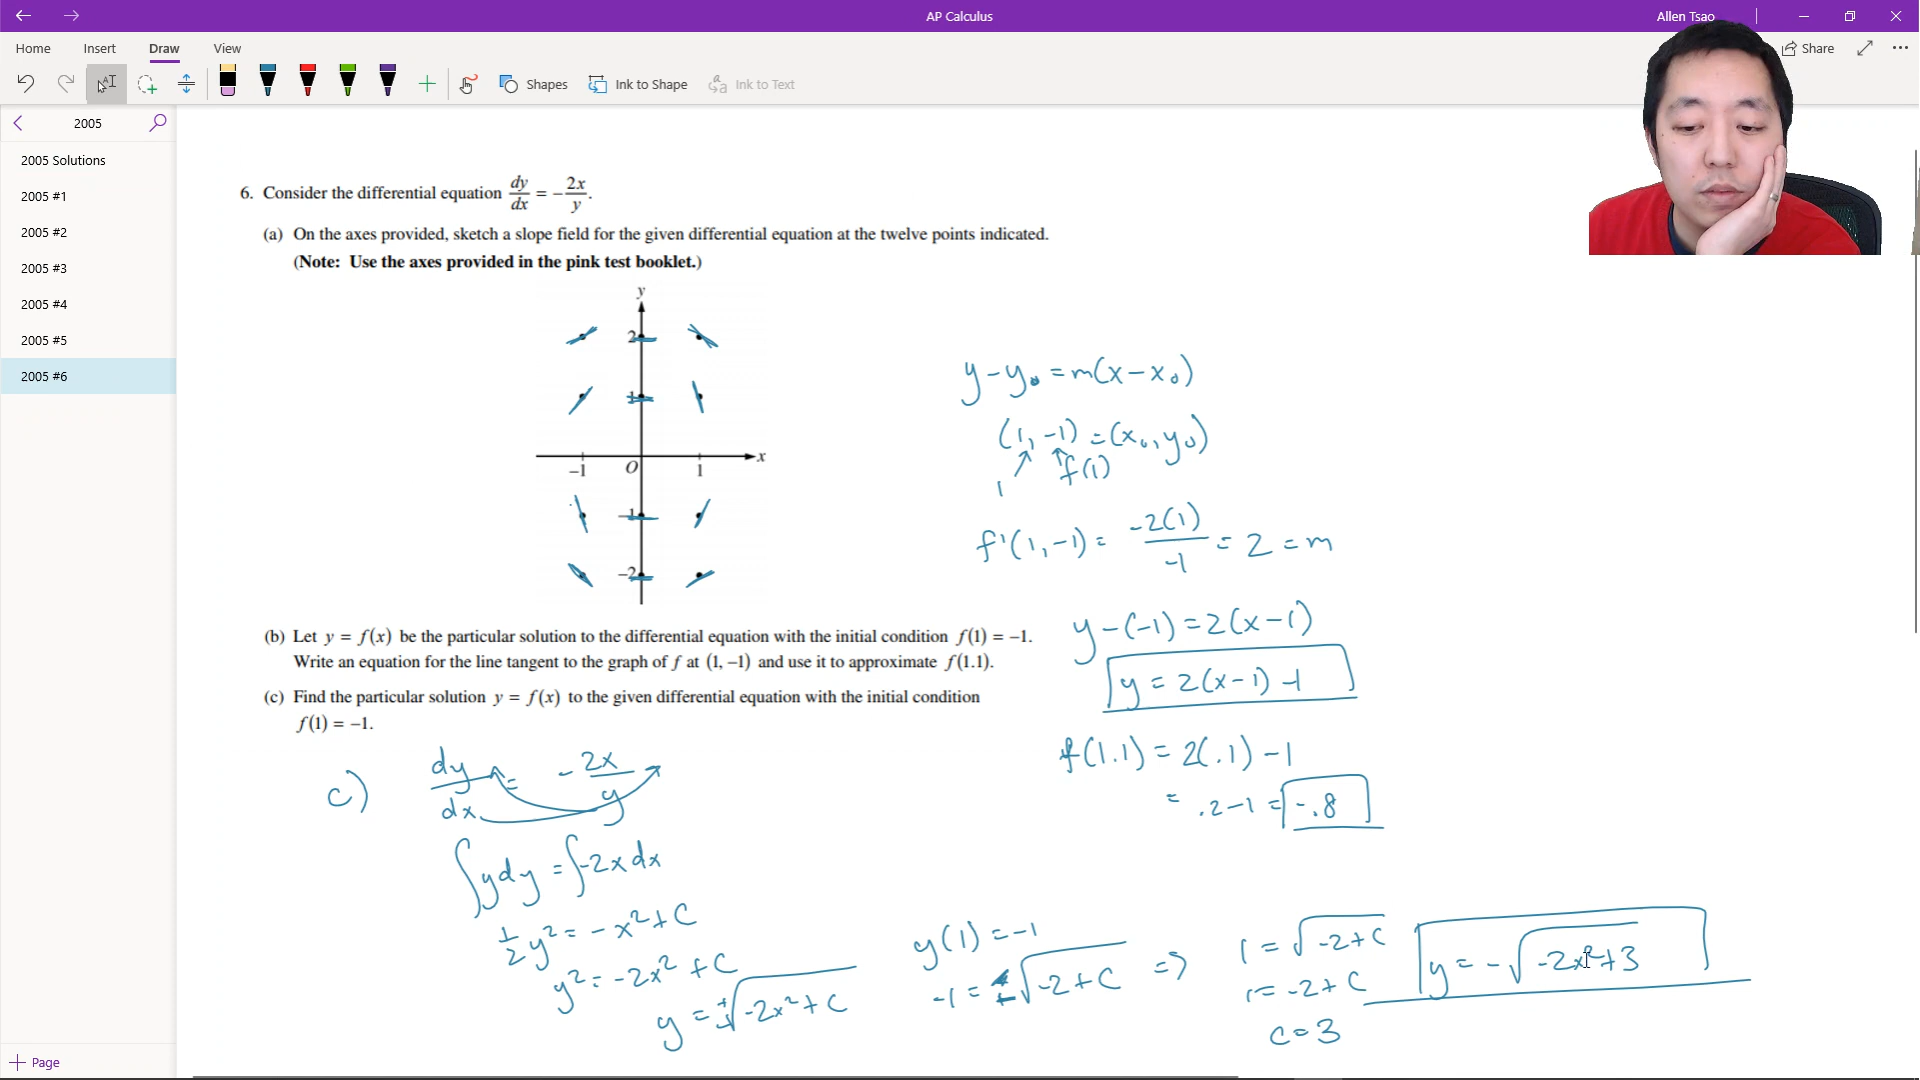 AP Calculus
Allen Tsao
Home Insert Draw View
Share
Shapes Ink to Shape Ink to Text
2005
2005 Solutions
2005 #1
2005 #2
2005 #3
2005 #4
2005 #5
2005 #6
+ Page
6. Consider the differential equation dy/dx = -2x/y.
(a) On the axes provided, sketch a slope field for the given differential equation at the twelve points indicated.
(Note: Use the axes provided in the pink test booklet.)
y
2
1
-1 O 1 x
-1
-2
(b) Let y = f(x) be the particular solution to the differential equation with the initial condition f(1) = -1.
Write an equation for the line tangent to the graph of f at (1, -1) and use it to approximate f(1.1).
(c) Find the particular solution y = f(x) to the given differential equation with the initial condition
f(1) = -1.
y - y₀ = m(x - x₀)
(1, -1) = (x₀, y₀)
1 f(1)
f'(1, -1) = -2(1)/-1 = 2 = m
y - (-1) = 2(x - 1)
y = 2(x - 1) - 1
f(1.1) = 2(.1) - 1
= .2 - 1 = -.8
c) dy/dx = -2x/y
∫y dy = ∫-2x dx
1/2 y² = -x² + C
y² = -2x² + C
y = ±√(-2x² + C)
y(1) = -1
-1 = ±√(-2 + C) =>
1 = √(-2 + C)
1 = -2 + C
C = 3
y = -√(-2x² + 3)